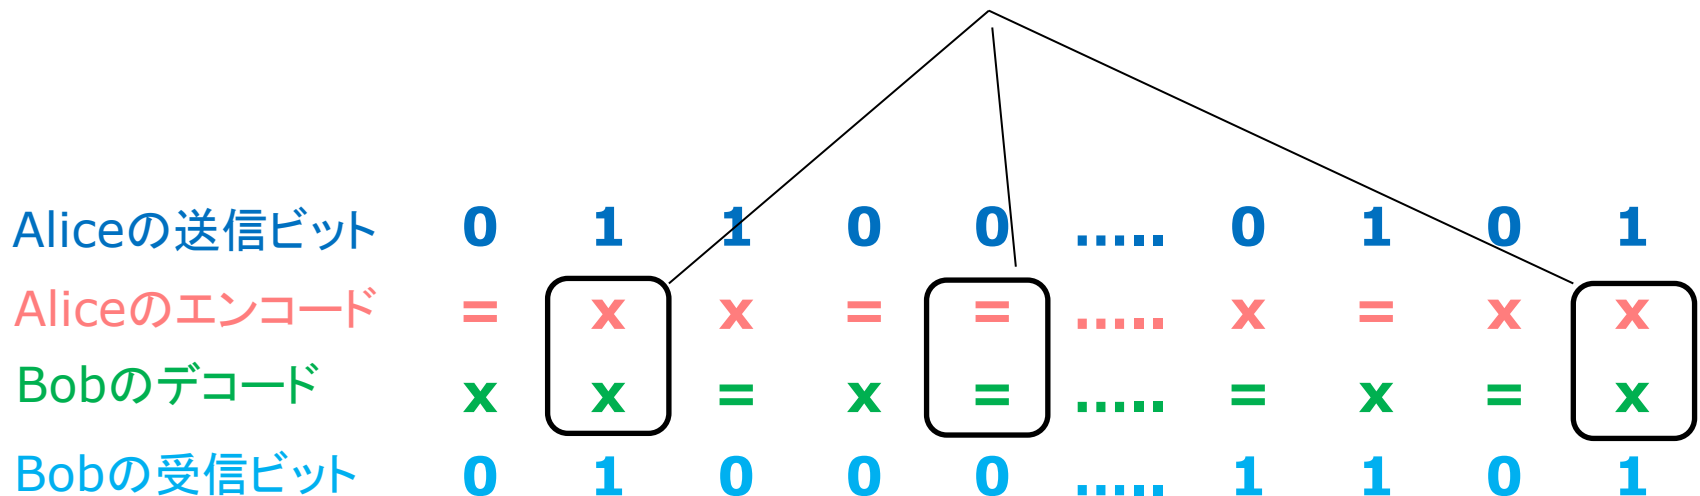 Aliceの送信ビット 0 1 1 0 0 ..... 0 1 0 1
Aliceのエンコード = x x = = ..... x = x x
Bobのデコード x x = x = ..... = x = x
Bobの受信ビット 0 1 0 0 0 ..... 1 1 0 1